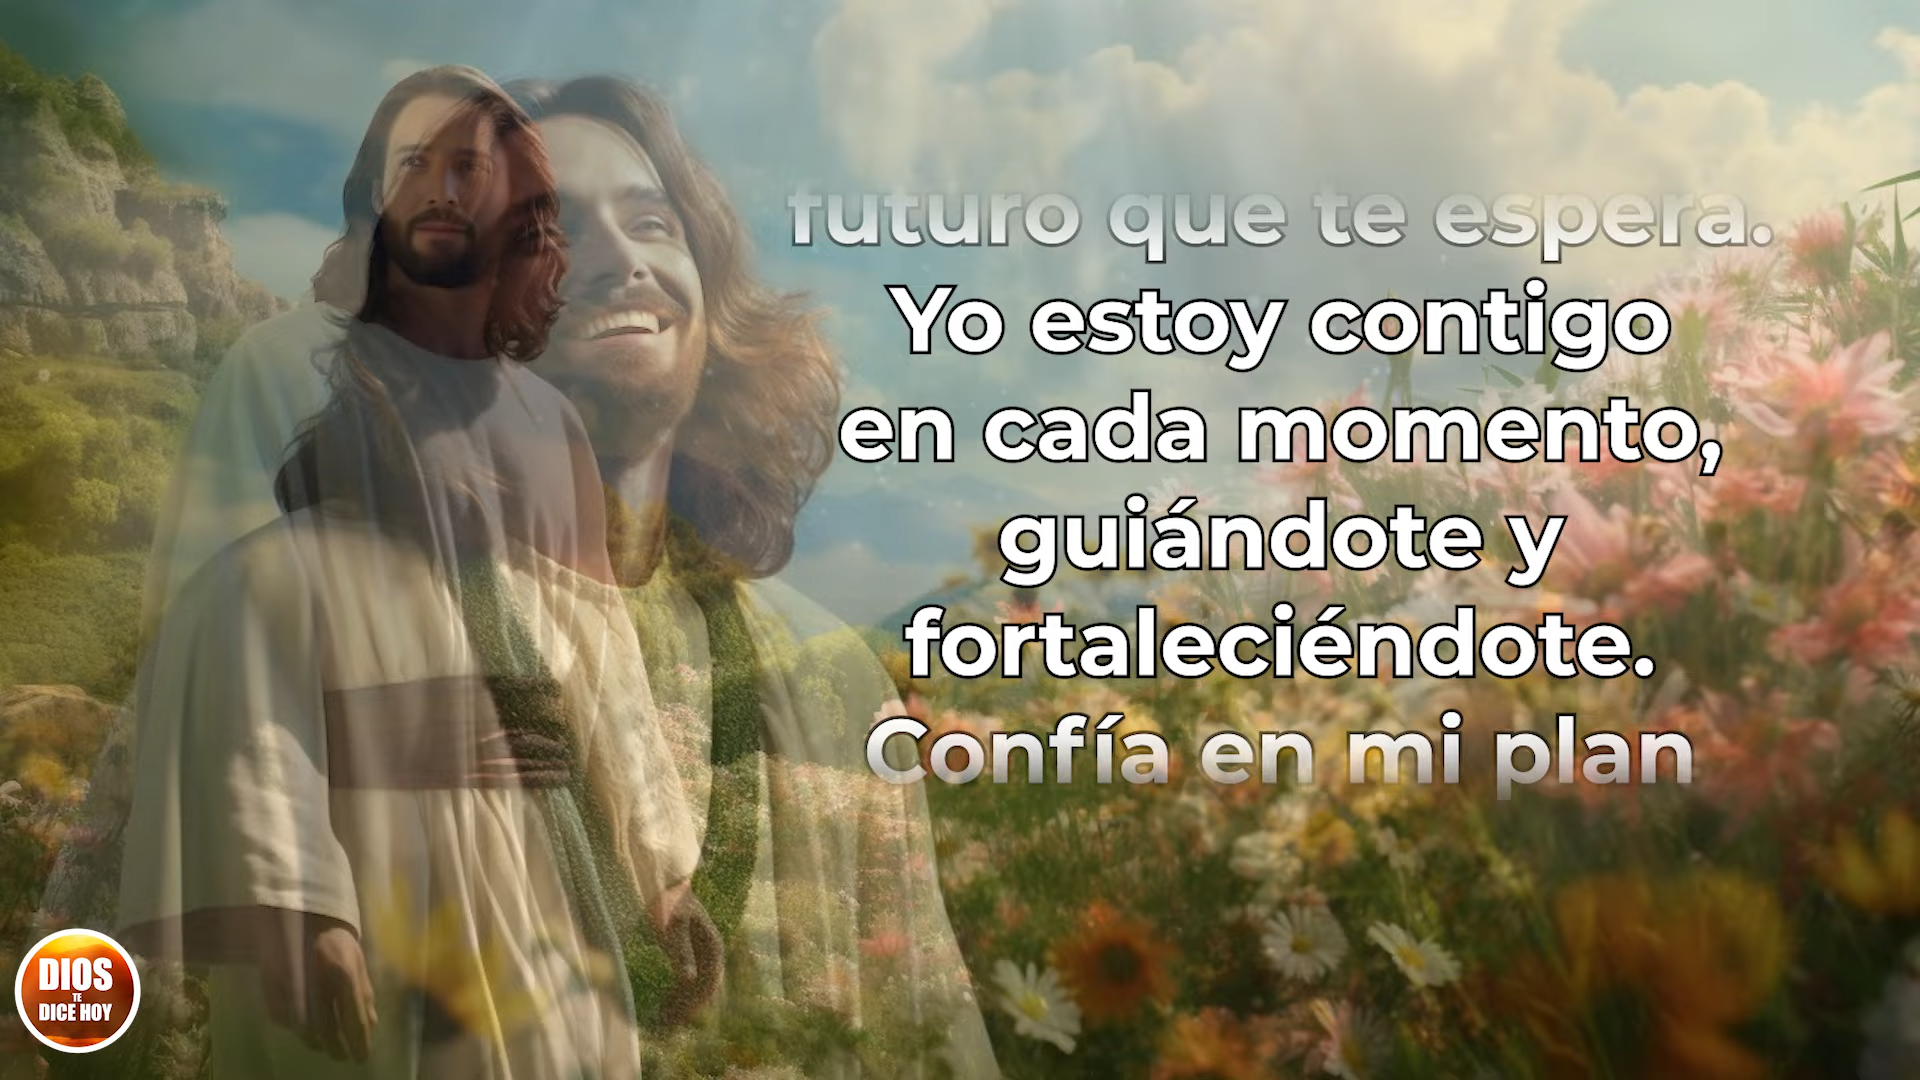 futuro que te espera.
Yo estoy contigo
en cada momento,
guiándote y
fortaleciéndote.
Confía en mi plan
DIOS
TE
DICE HOY